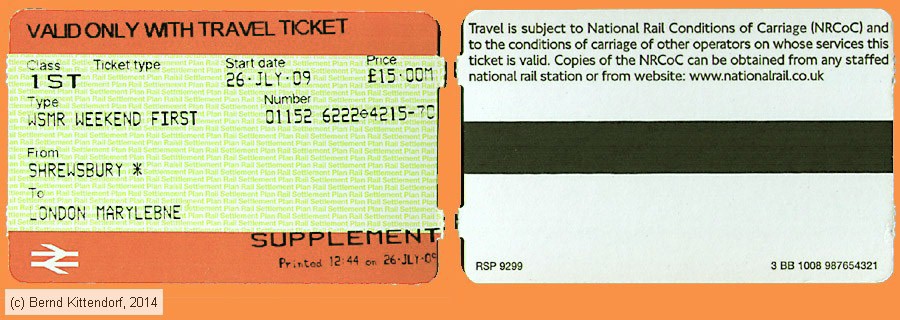 VALID ONLY WITH TRAVEL TICKET
Class Ticket type Start date Price
1ST 26·JLY·09 £15·00M
Type Number
WSMR WEEKEND FIRST 01152 6222 4215-70
From
SHREWSBURY *
To
LONDON MARYLEBNE
SUPPLEMENT
Printed 12:44 on 26·JLY·09
(c) Bernd Kittendorf, 2014
Travel is subject to National Rail Conditions of Carriage (NRCoC) and
to the conditions of carriage of other operators on whose services this
ticket is valid. Copies of the NRCoC can be obtained from any staffed
national rail station or from website: www.nationalrail.co.uk
RSP 9299 3 BB 1008 987654321